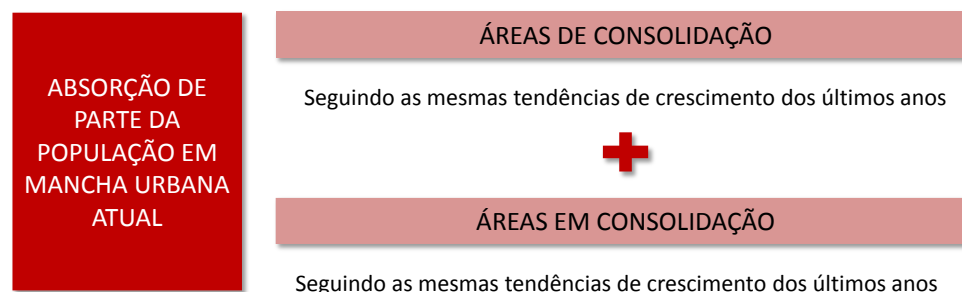 ABSORÇÃO DE
PARTE DA
POPULAÇÃO EM
MANCHA URBANA
ATUAL
ÁREAS DE CONSOLIDAÇÃO
Seguindo as mesmas tendências de crescimento dos últimos anos
ÁREAS EM CONSOLIDAÇÃO
Seguindo as mesmas tendências de crescimento dos últimos anos